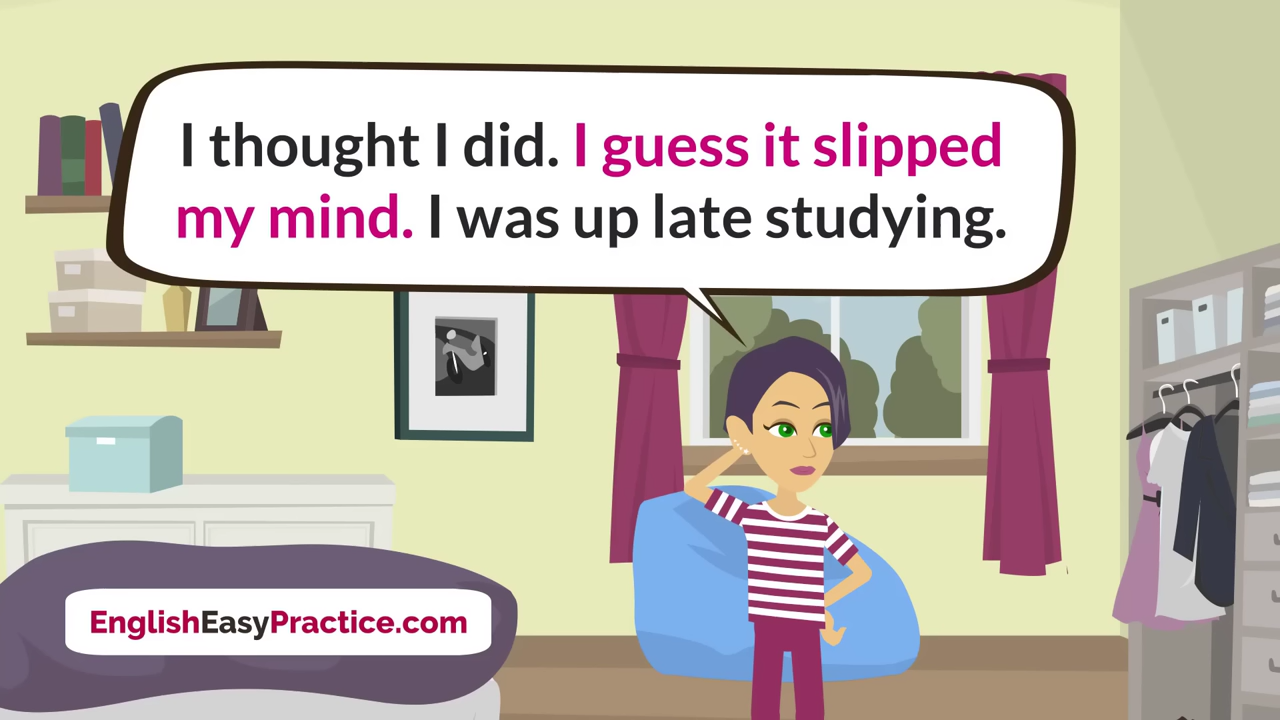 I thought I did. I guess it slipped
my mind. I was up late studying.
EnglishEasyPractice.com